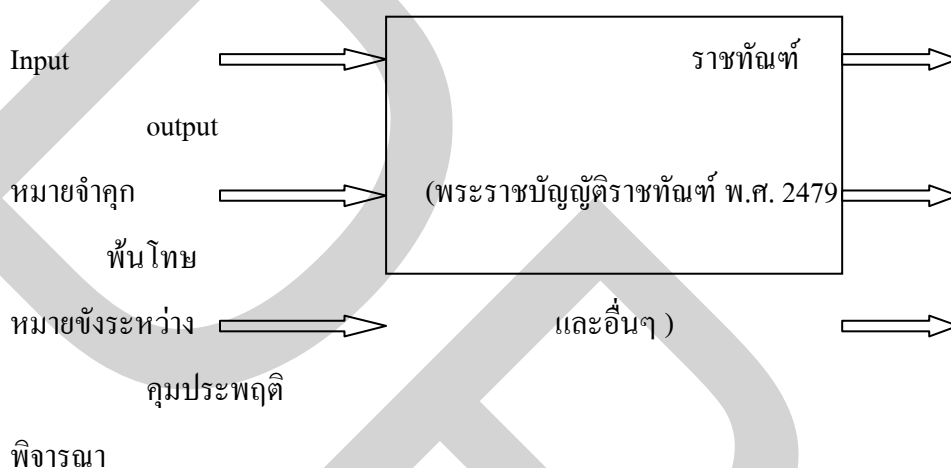 Input ราชทัณฑ์
output
หมายจำคุก (พระราชบัญญัติราชทัณฑ์ พ.ศ. 2479
พ้นโทษ
หมายขังระหว่าง และอื่นๆ )
คุมประพฤติ
พิจารณา